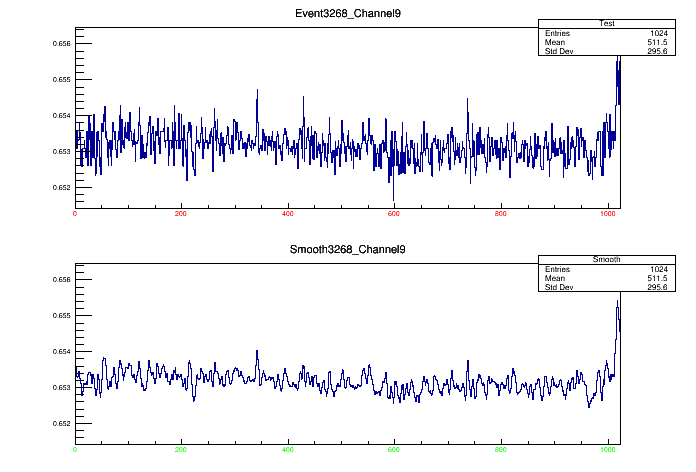 Event3268_Channel9
Test
Entries 1024
Mean 511.5
Std Dev 295.6
0.656
0.655
0.654
0.653
0.652
0 200 400 600 800 1000
Smooth3268_Channel9
Smooth
Entries 1024
Mean 511.5
Std Dev 295.6
0.656
0.655
0.654
0.653
0.652
0 200 400 600 800 1000